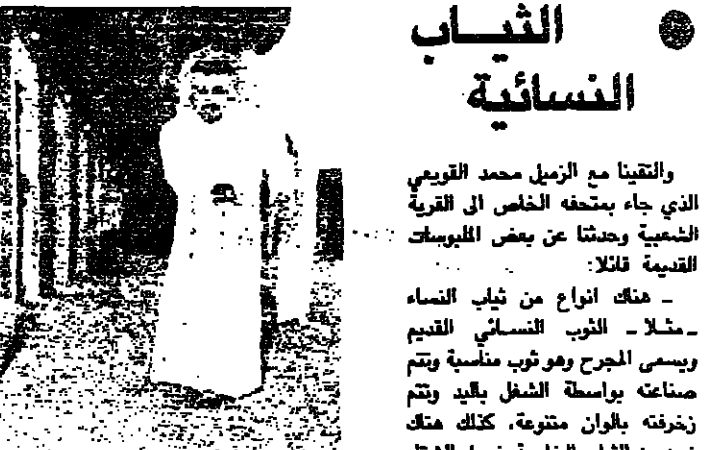 الثياب
النسائية
والتقينا مع الزميل محمد القويعي
الذي جاء بمتحفه الخاص الى القرية
الشعبية وحدثنا عن بعض الملبوسات
القديمة قائلا:
ـ هناك انواع من ثياب النساء
ـ مثلا ـ الثوب النسائي القديم
ويسمى المجرح وهو ثوب مناسبة وتتم
صناعته بواسطة الشغل باليد وتتم
زخرفته بالوان متنوعة، كذلك هناك